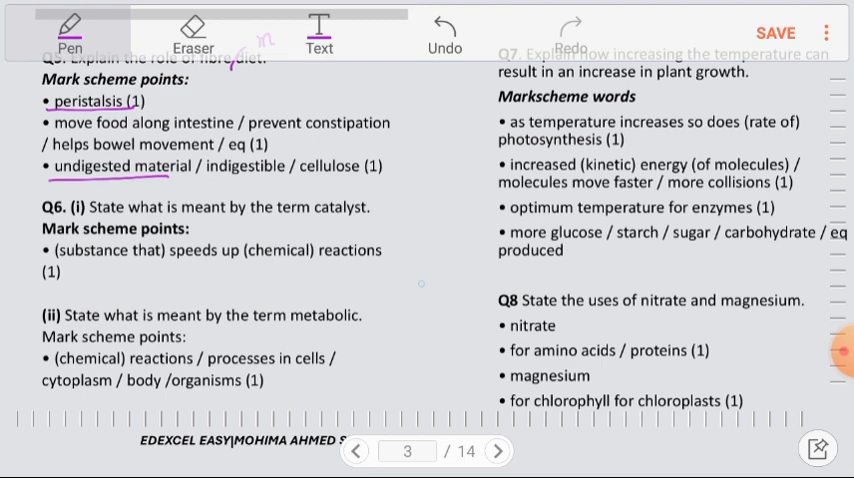 Pen
Eraser
Text
Undo
Redo
SAVE
Q5. Explain the role of fibre diet.
Mark scheme points:
• peristalsis (1)
• move food along intestine / prevent constipation
/ helps bowel movement / eq (1)
• undigested material / indigestible / cellulose (1)
Q6. (i) State what is meant by the term catalyst.
Mark scheme points:
• (substance that) speeds up (chemical) reactions
(1)
(ii) State what is meant by the term metabolic.
Mark scheme points:
• (chemical) reactions / processes in cells /
cytoplasm / body /organisms (1)
Q7. Explain how increasing the temperature can
result in an increase in plant growth.
Markscheme words
• as temperature increases so does (rate of)
photosynthesis (1)
• increased (kinetic) energy (of molecules) /
molecules move faster / more collisions (1)
• optimum temperature for enzymes (1)
• more glucose / starch / sugar / carbohydrate / eq
produced
Q8 State the uses of nitrate and magnesium.
• nitrate
• for amino acids / proteins (1)
• magnesium
• for chlorophyll for chloroplasts (1)
EDEXCEL EASY|MOHIMA AHMED S
3 / 14